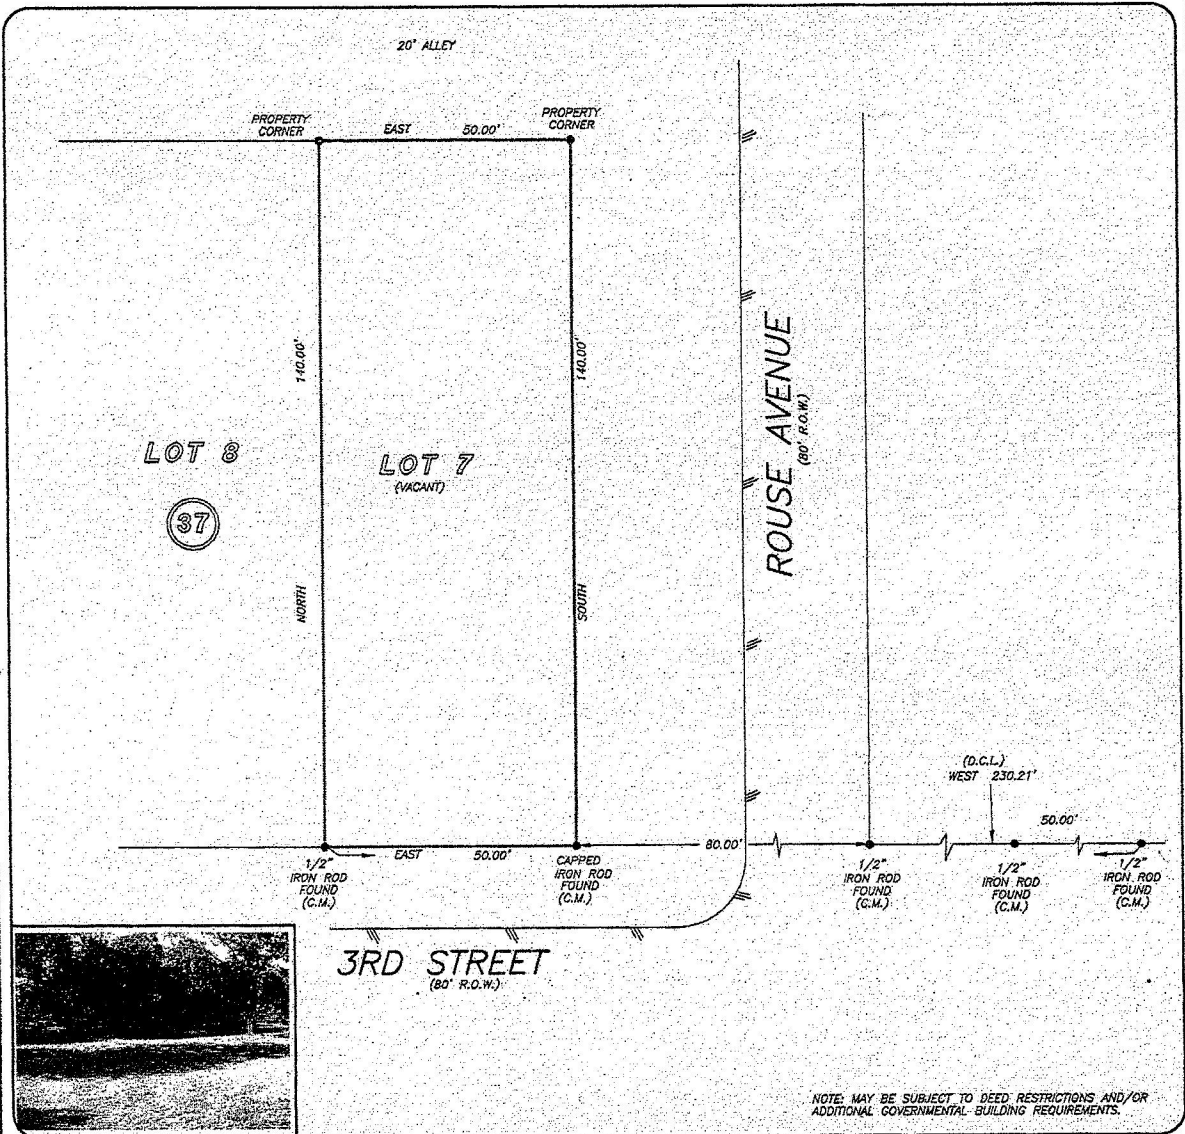 20' ALLEY
PROPERTY
CORNER
EAST 50.00'
PROPERTY
CORNER
140.00'
140.00'
LOT 8
37
LOT 7
(VACANT)
ROUSE AVENUE
(80' R.O.W.)
NORTH
SOUTH
(D.C.L.)
WEST 230.21'
50.00'
EAST 50.00'
80.00'
1/2"
IRON ROD
FOUND
(C.M.)
CAPPED
IRON ROD
FOUND
(C.M.)
1/2"
IRON ROD
FOUND
(C.M.)
1/2"
IRON ROD
FOUND
(C.M.)
1/2"
IRON ROD
FOUND
(C.M.)
3RD STREET
(80' R.O.W.)
NOTE: MAY BE SUBJECT TO DEED RESTRICTIONS AND/OR
ADDITIONAL GOVERNMENTAL BUILDING REQUIREMENTS.